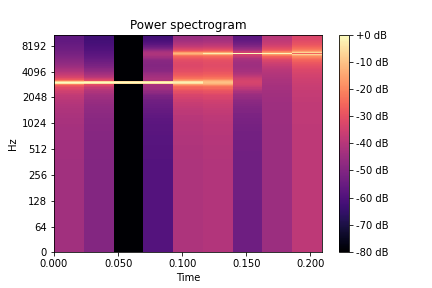 Power spectrogram
8192
4096
2048
1024
512
256
128
64
0
Hz
0.000 0.050 0.100 0.150 0.200
Time
+0 dB
-10 dB
-20 dB
-30 dB
-40 dB
-50 dB
-60 dB
-70 dB
-80 dB